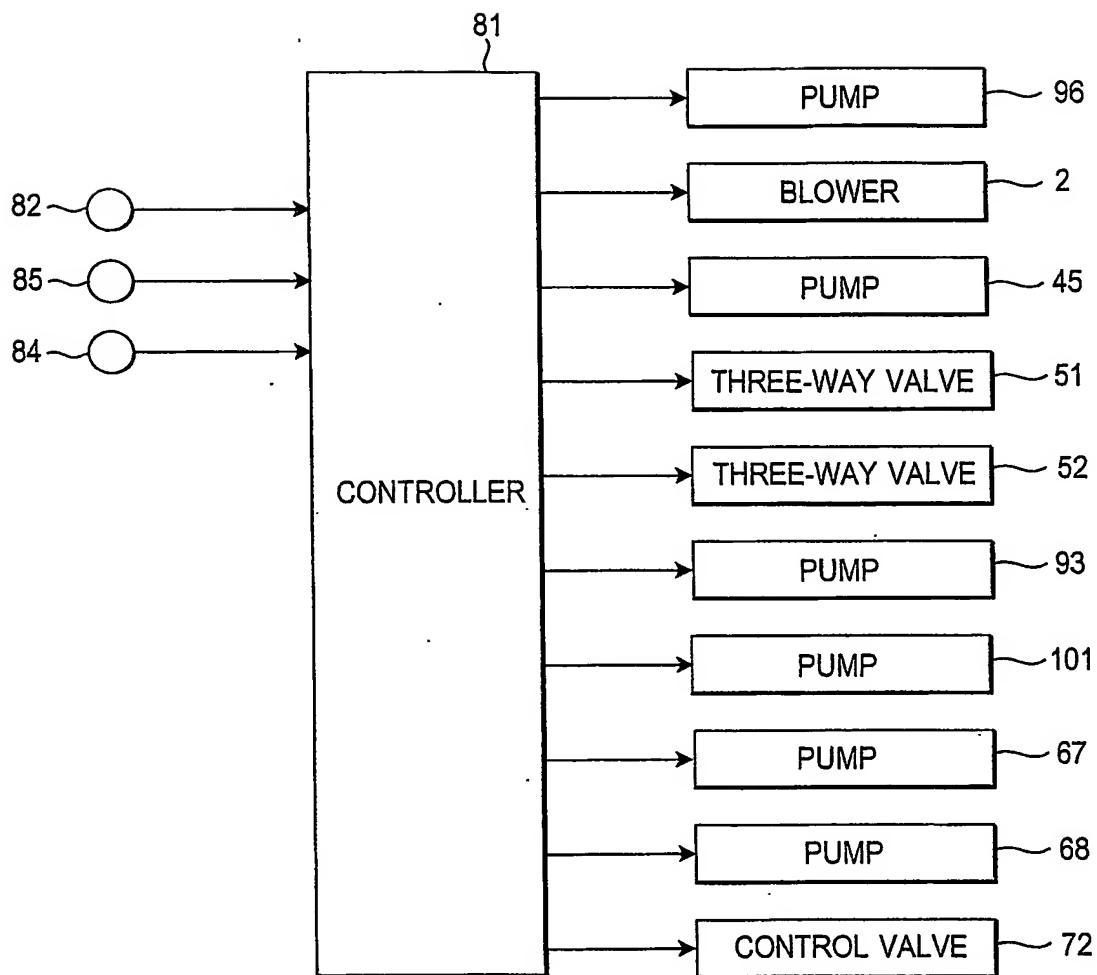 81
PUMP 96
BLOWER 2
82
85
PUMP 45
84
THREE-WAY VALVE 51
THREE-WAY VALVE 52
CONTROLLER
PUMP 93
PUMP 101
PUMP 67
PUMP 68
CONTROL VALVE 72